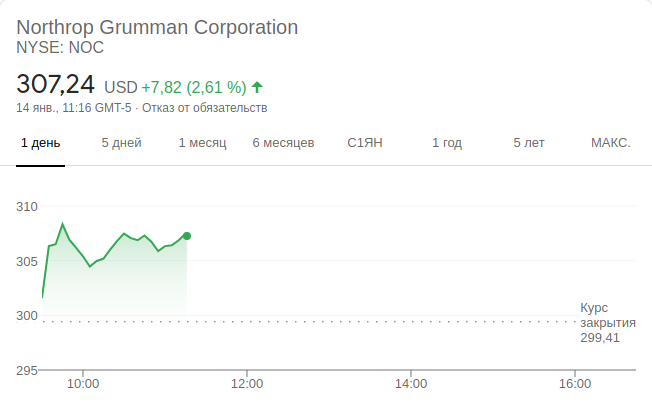 Northrop Grumman Corporation
NYSE: NOC
307,24 USD +7,82 (2,61 %)
14 янв., 11:16 GMT-5 · Отказ от обязательств
1 день 5 дней 1 месяц 6 месяцев С1ЯН 1 год 5 лет МАКС.
310
305
300
Курс
закрытия
299,41
295
10:00 12:00 14:00 16:00